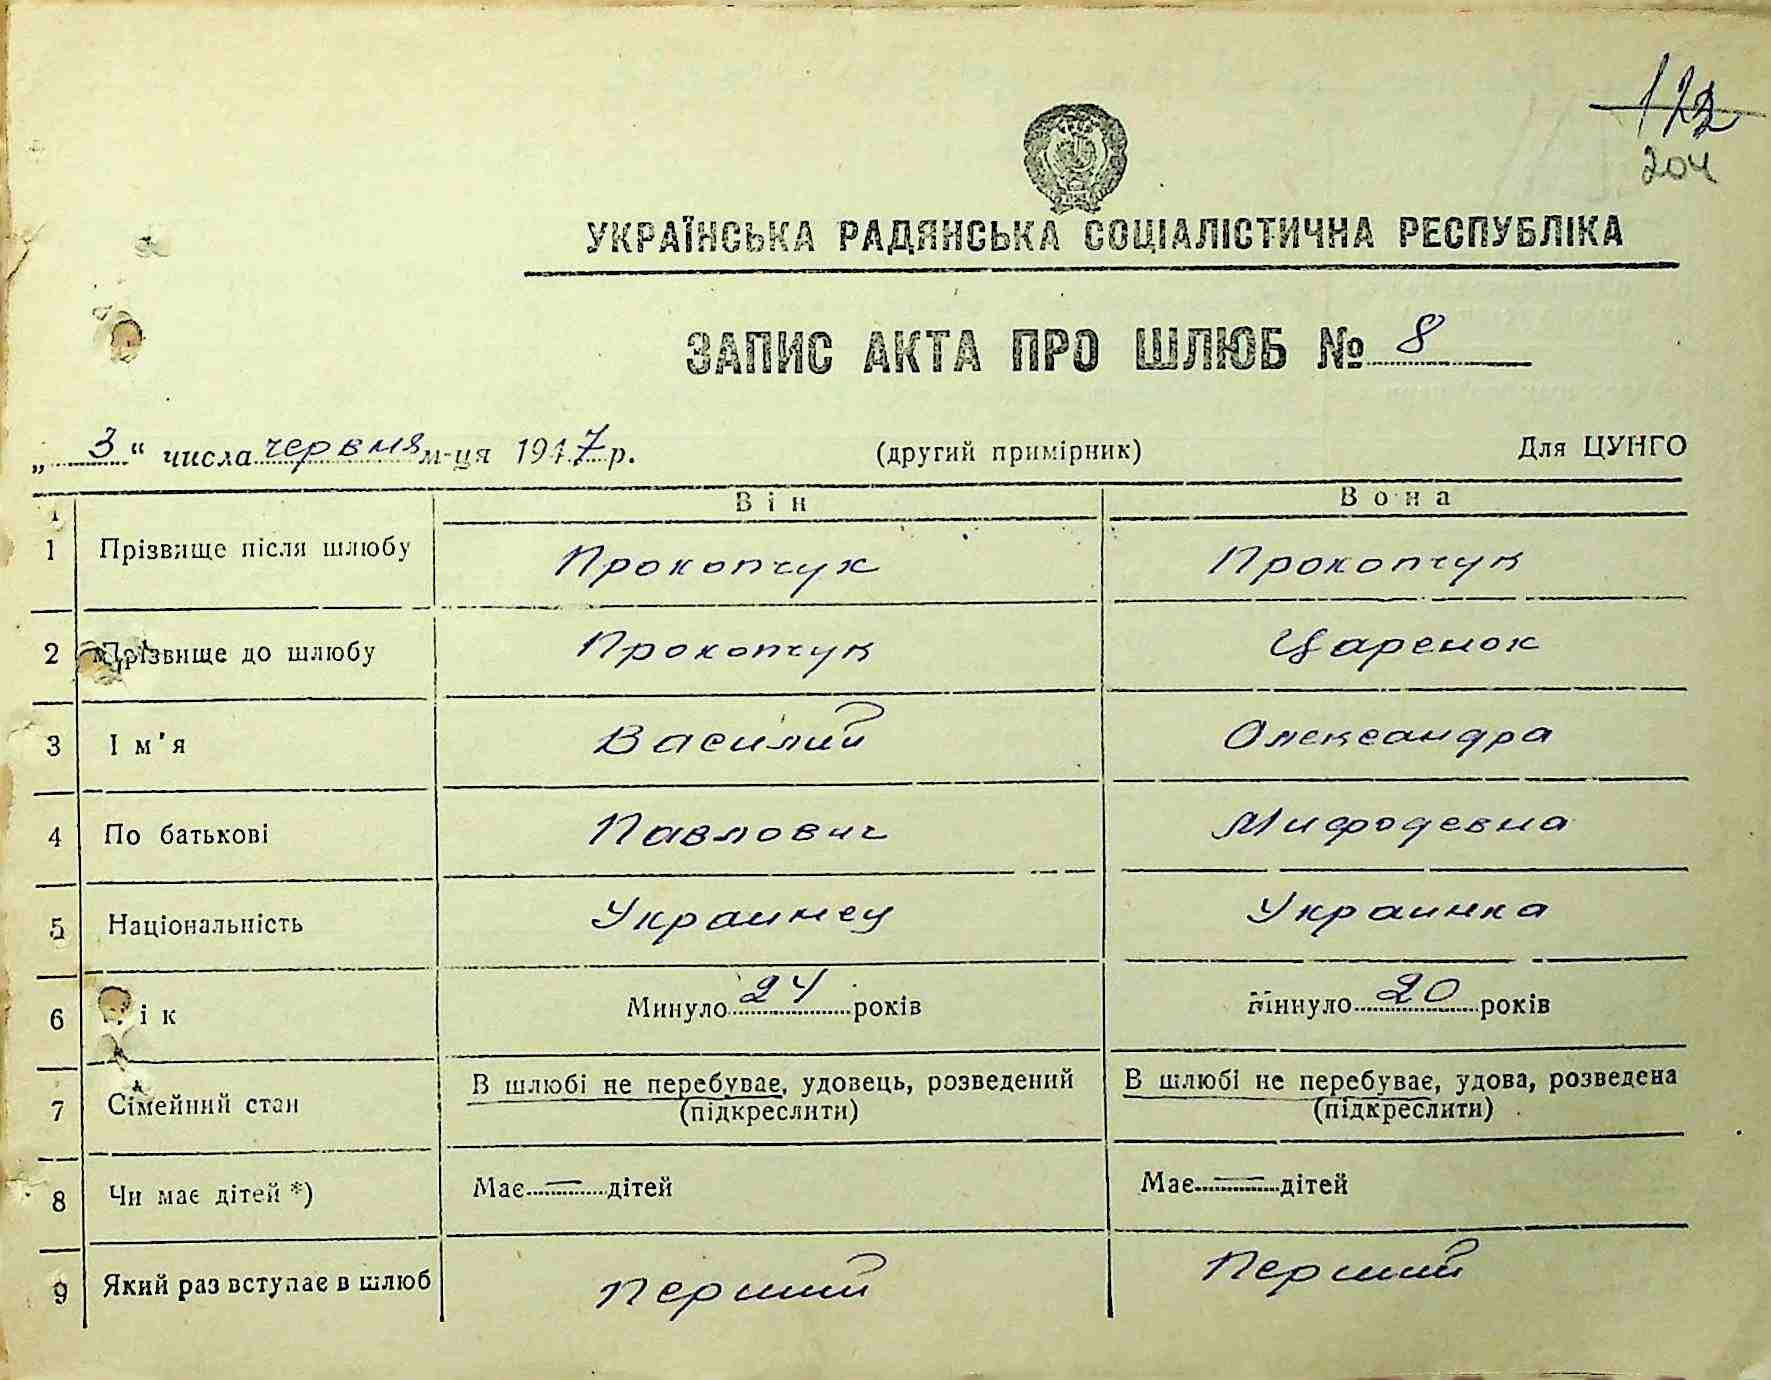 123
204
УКРАЇНСЬКА РАДЯНСЬКА СОЦІАЛІСТИЧНА РЕСПУБЛІКА
ЗАПИС АКТА ПРО ШЛЮБ № 8
„ 3 “ числа червня м-ця 1947 р. (другий примірник) Для ЦУНГО
Він Вона
1 Прізвище після шлюбу Прокопчук Прокопчук
2 Прізвище до шлюбу Прокопчук Царенок
3 Ім'я Василий Олександра
4 По батькові Павлович Мифодевна
5 Національність Украинец Украинка
6 Вік Минуло 24 років Минуло 20 років
7 Сімейний стан В шлюбі не перебуває, удовець, розведений В шлюбі не перебуває, удова, розведена
(підкреслити) (підкреслити)
8 Чи має дітей *) Має — дітей Має — дітей
9 Який раз вступає в шлюб перший Перший